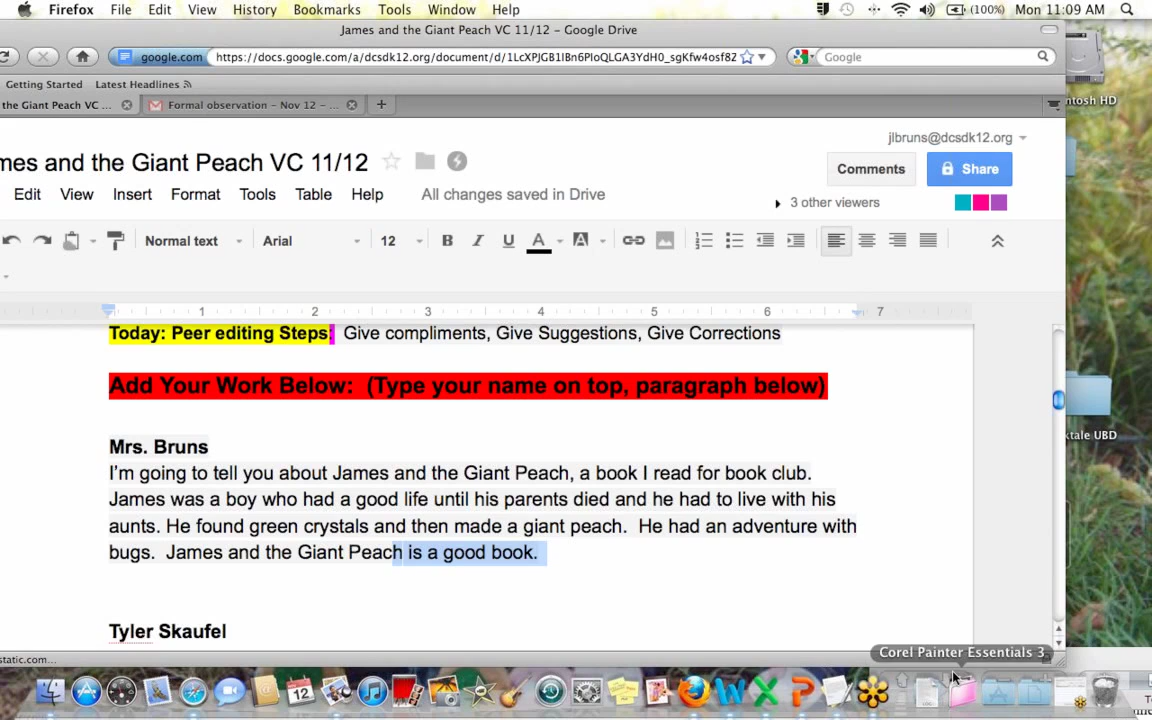 Firefox File Edit View History Bookmarks Tools Window Help (100%) Mon 11:09 AM
James and the Giant Peach VC 11/12 – Google Drive
google.com https://docs.google.com/a/dcsdk12.org/document/d/1LcXPJGB1lBn6PIoQLGA3YdH0_sgKfw4osf8Z Google
Getting Started Latest Headlines
the Giant Peach VC ... Formal observation – Nov 12 – ... +
ntosh HD
jlbruns@dcsdk12.org
mes and the Giant Peach VC 11/12
Comments Share
Edit View Insert Format Tools Table Help All changes saved in Drive
3 other viewers
Normal text Arial 12 B I U A A
1 2 3 4 5 6 7
Today: Peer editing Steps: Give compliments, Give Suggestions, Give Corrections
Add Your Work Below: (Type your name on top, paragraph below)
ktale UBD
Mrs. Bruns
I'm going to tell you about James and the Giant Peach, a book I read for book club.
James was a boy who had a good life until his parents died and he had to live with his
aunts. He found green crystals and then made a giant peach. He had an adventure with
bugs. James and the Giant Peach is a good book.
Tyler Skaufel
Corel Painter Essentials 3
static.com...
12